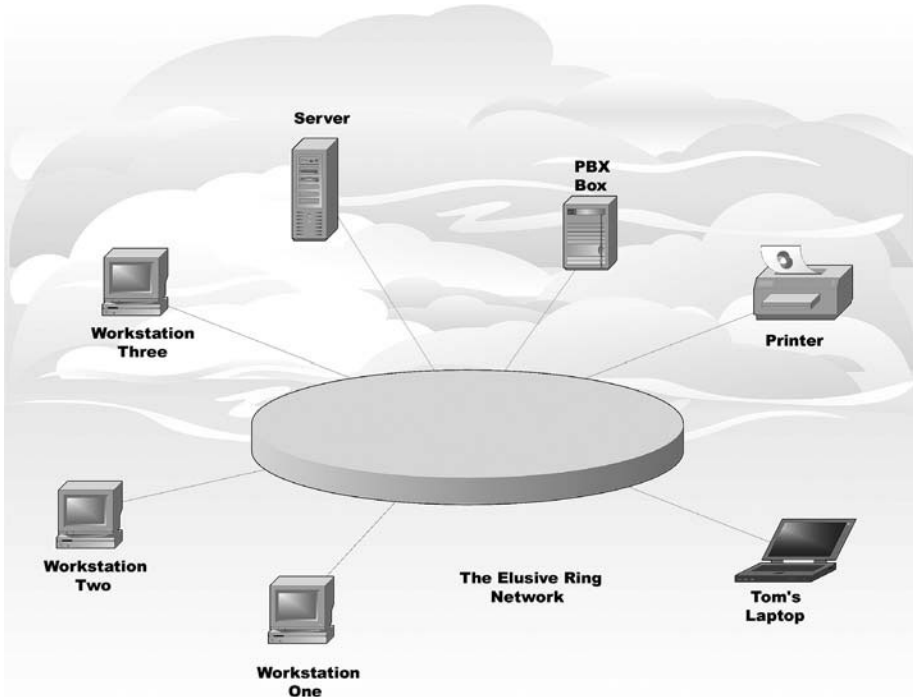 Server
PBX
Box
Workstation
Three
Printer
Workstation
Two
The Elusive Ring
Network
Tom's
Laptop
Workstation
One